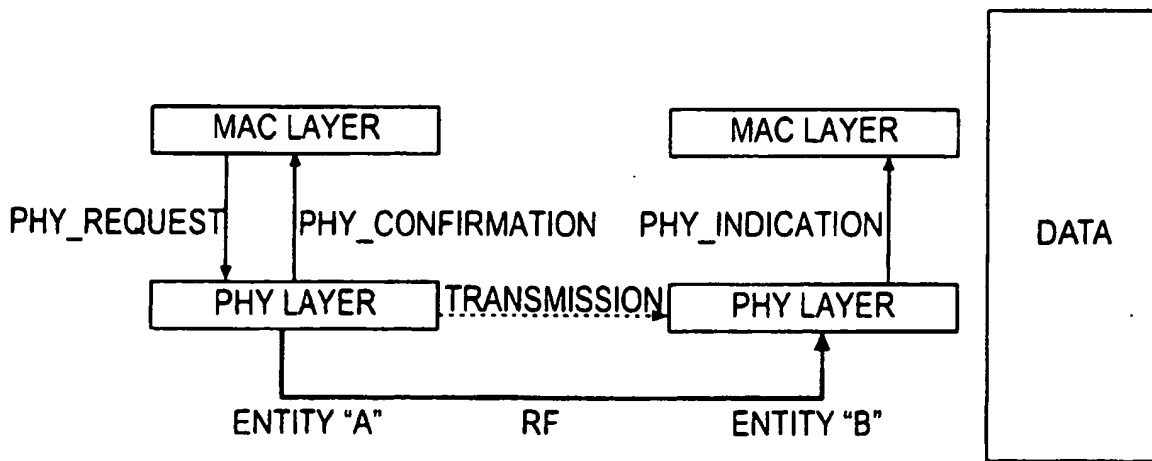 MAC LAYER
MAC LAYER
PHY_REQUEST
PHY_CONFIRMATION
PHY_INDICATION
DATA
PHY LAYER
TRANSMISSION
PHY LAYER
ENTITY "A"
RF
ENTITY "B"